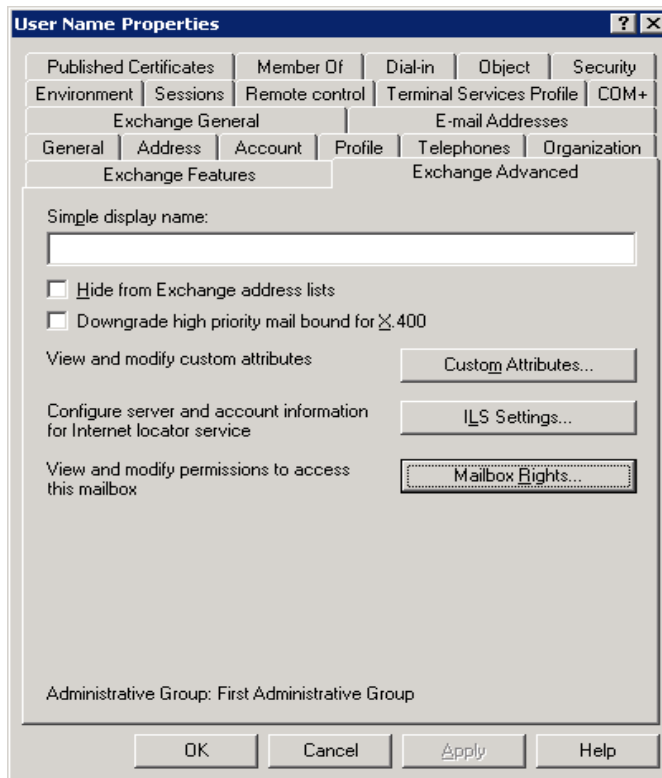 User Name Properties
Published Certificates Member Of Dial-in Object Security
Environment Sessions Remote control Terminal Services Profile COM+
Exchange General E-mail Addresses
General Address Account Profile Telephones Organization
Exchange Features Exchange Advanced
Simple display name:
Hide from Exchange address lists
Downgrade high priority mail bound for X.400
View and modify custom attributes Custom Attributes...
Configure server and account information
for Internet locator service
ILS Settings...
View and modify permissions to access
this mailbox
Mailbox Rights...
Administrative Group: First Administrative Group
OK Cancel Apply Help